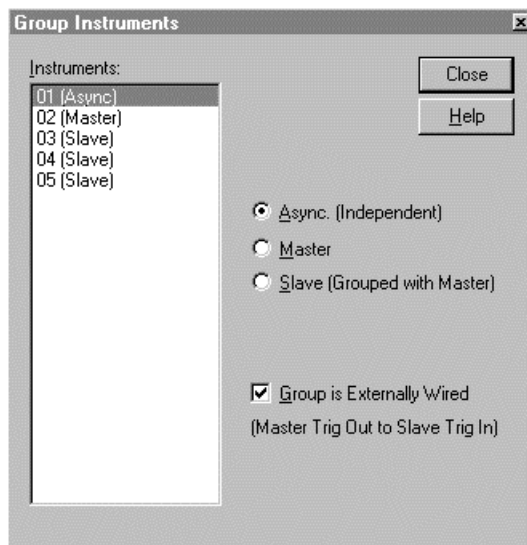 Group Instruments
Instruments:
01 (Async)
02 (Master)
03 (Slave)
04 (Slave)
05 (Slave)
Close
Help
Async. (Independent)
Master
Slave (Grouped with Master)
Group is Externally Wired
(Master Trig Out to Slave Trig In)